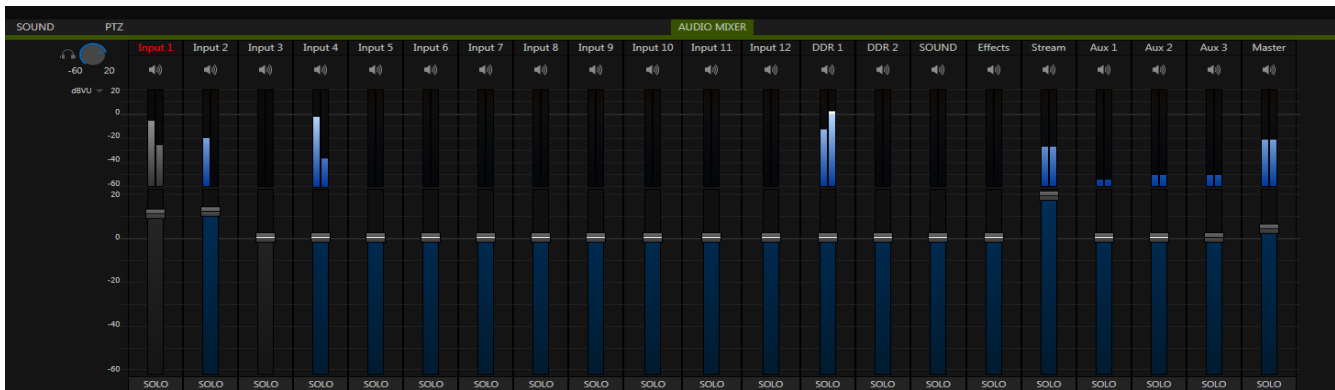 SOUND PTZ AUDIO MIXER
Input 1 Input 2 Input 3 Input 4 Input 5 Input 6 Input 7 Input 8 Input 9 Input 10 Input 11 Input 12 DDR 1 DDR 2 SOUND Effects Stream Aux 1 Aux 2 Aux 3 Master
-60 20
dBVU 20
0
-20
-40
-60
20
0
-20
-40
-60
SOLO SOLO SOLO SOLO SOLO SOLO SOLO SOLO SOLO SOLO SOLO SOLO SOLO SOLO SOLO SOLO SOLO SOLO SOLO SOLO SOLO